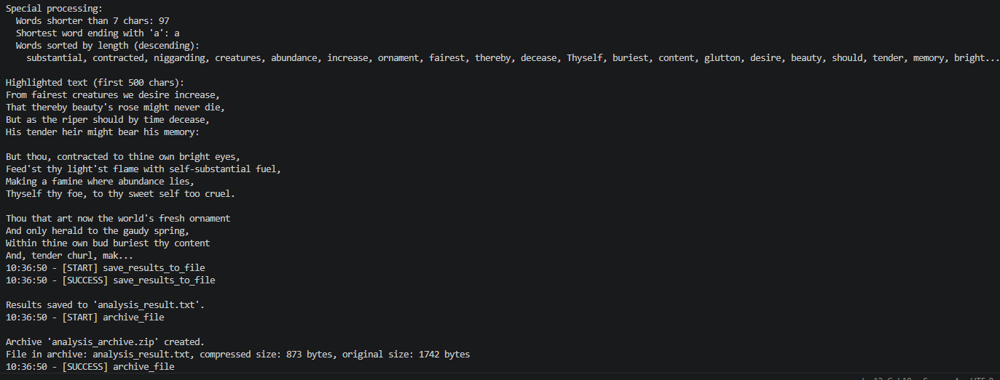 Special processing:
  Words shorter than 7 chars: 97
  Shortest word ending with 'a': a
  Words sorted by length (descending):
    substantial, contracted, niggarding, creatures, abundance, increase, ornament, fairest, thereby, decease, Thyself, buriest, content, glutton, desire, beauty, should, tender, memory, bright...

Highlighted text (first 500 chars):
From fairest creatures we desire increase,
That thereby beauty's rose might never die,
But as the riper should by time decease,
His tender heir might bear his memory:

But thou, contracted to thine own bright eyes,
Feed'st thy light'st flame with self-substantial fuel,
Making a famine where abundance lies,
Thyself thy foe, to thy sweet self too cruel.

Thou that art now the world's fresh ornament
And only herald to the gaudy spring,
Within thine own bud buriest thy content
And, tender churl, mak...
10:36:50 - [START] save_results_to_file
10:36:50 - [SUCCESS] save_results_to_file

Results saved to 'analysis_result.txt'.
10:36:50 - [START] archive_file

Archive 'analysis_archive.zip' created.
File in archive: analysis_result.txt, compressed size: 873 bytes, original size: 1742 bytes
10:36:50 - [SUCCESS] archive_file